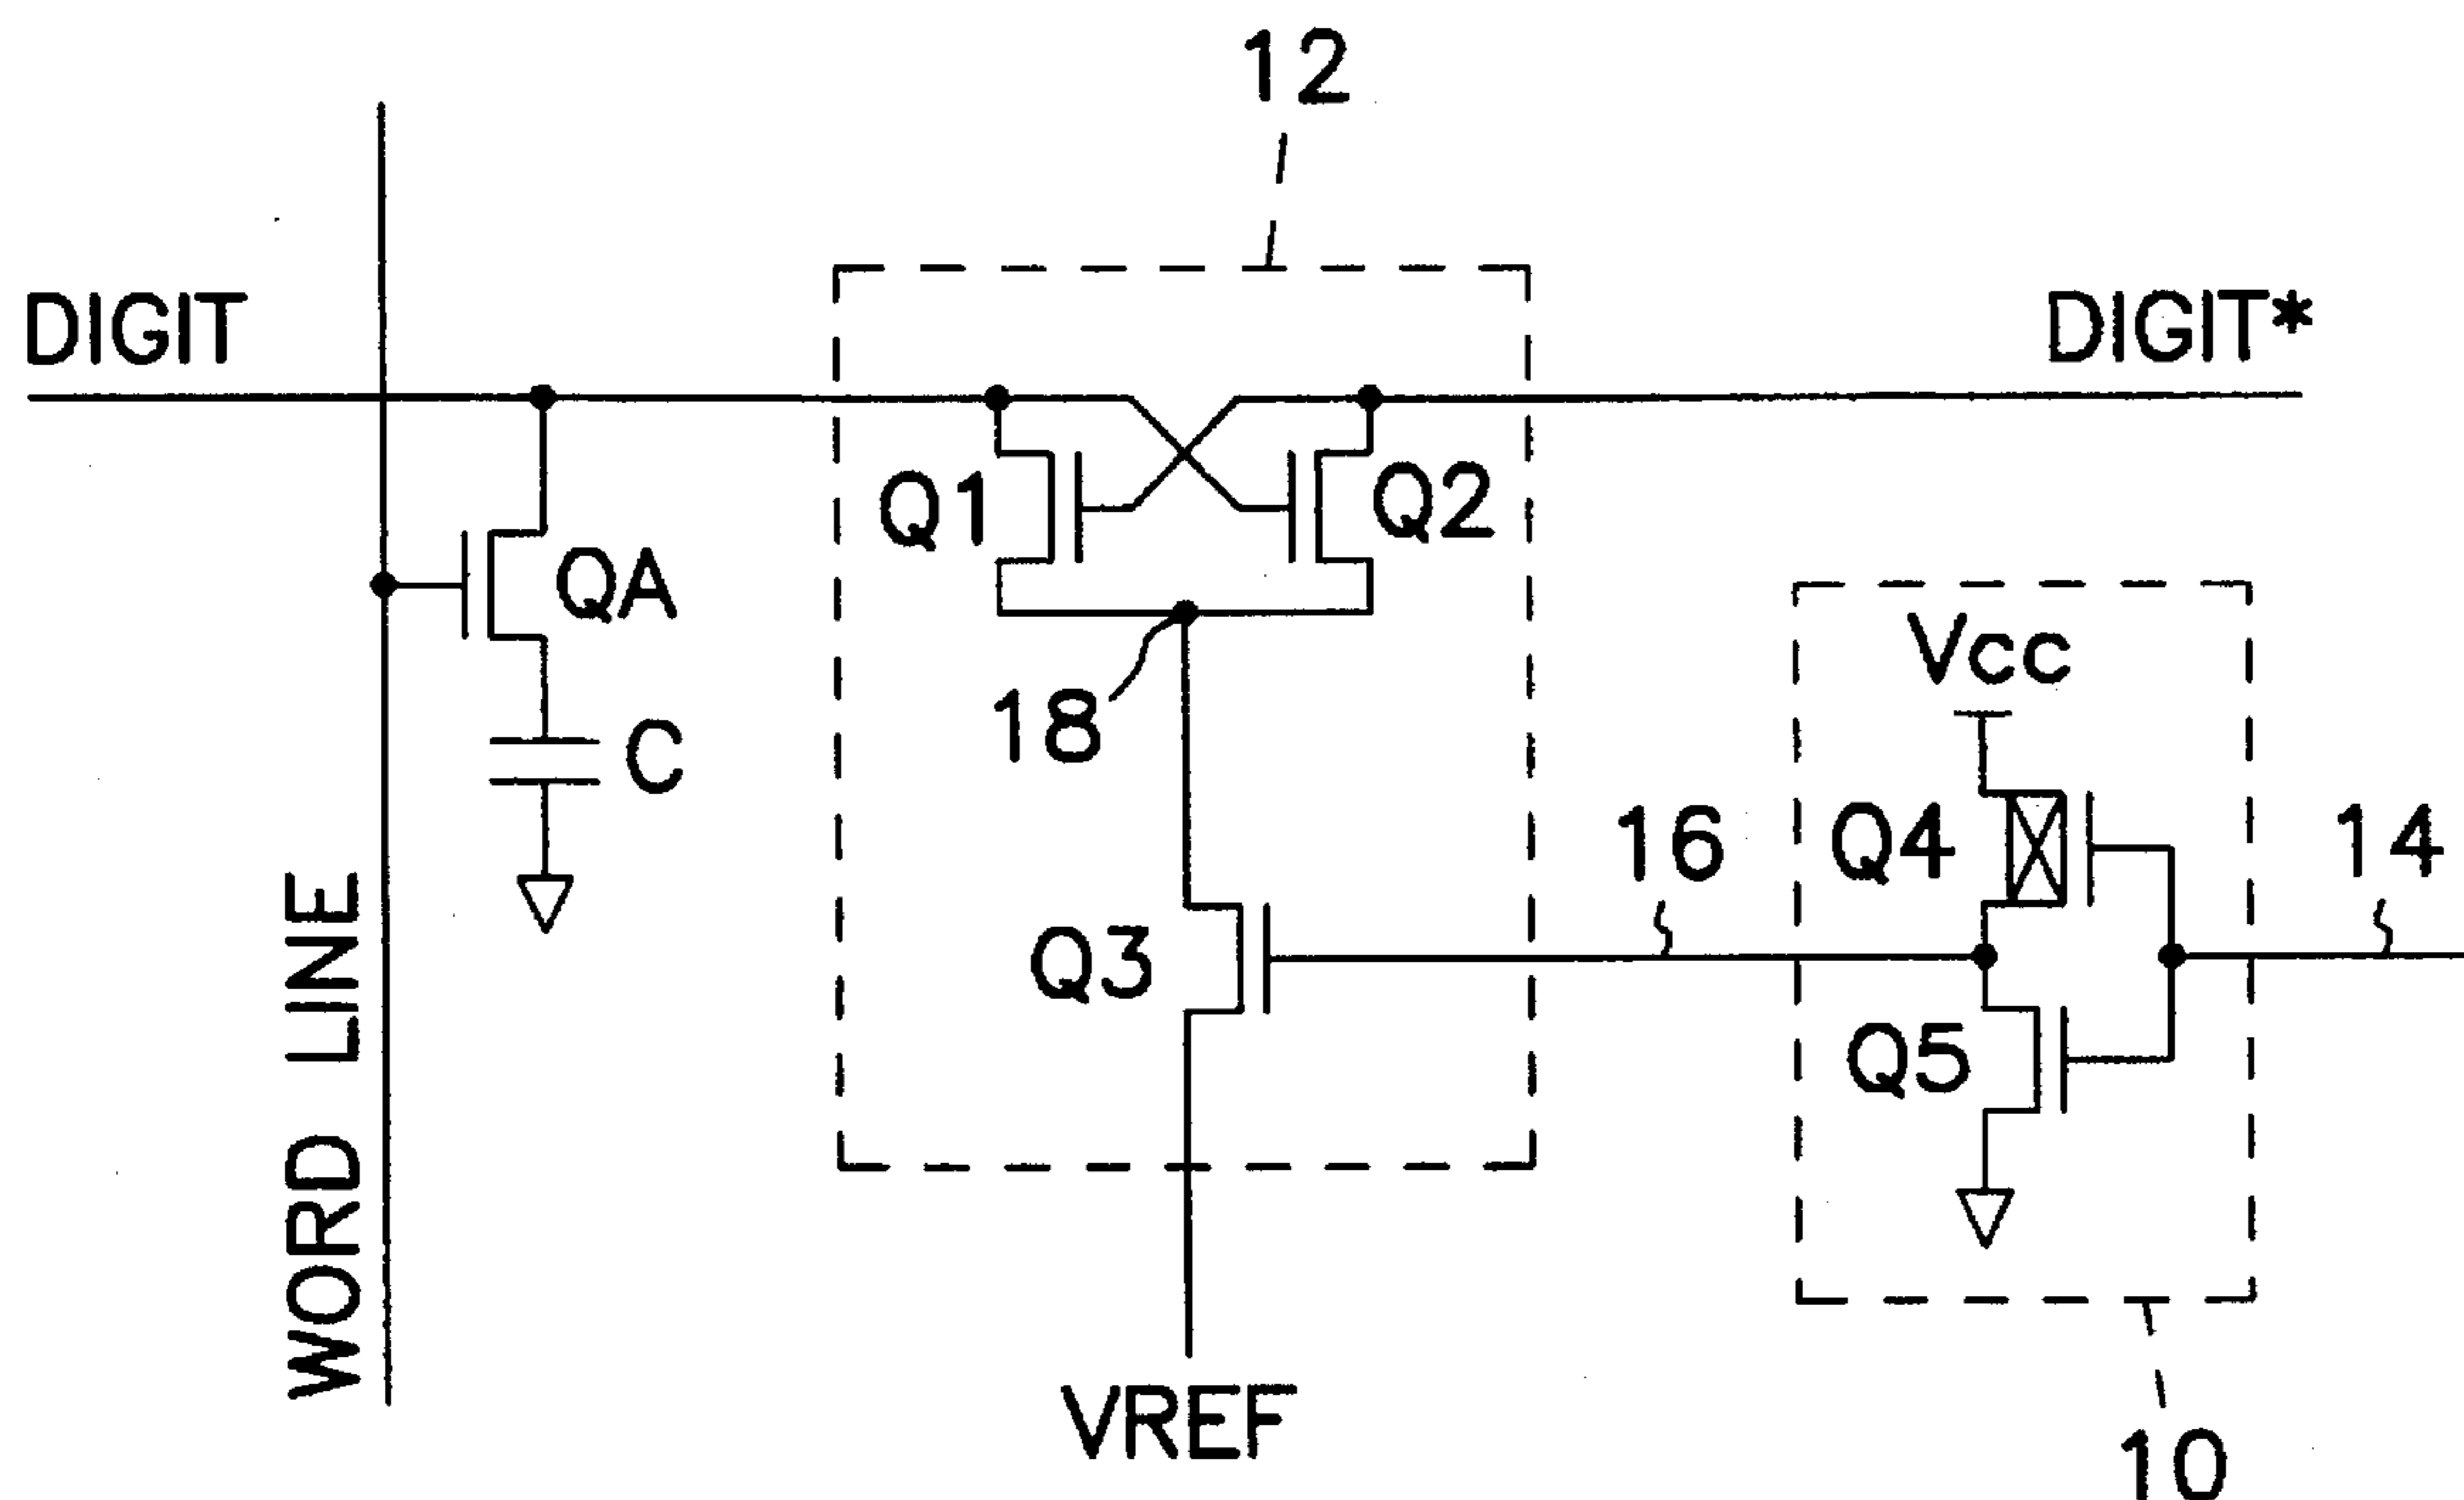 12
DIGIT
DIGIT*
Q1
Q2
QA
Vcc
18
C
16
Q4
14
Q3
Q5
WORD LINE
VREF
10